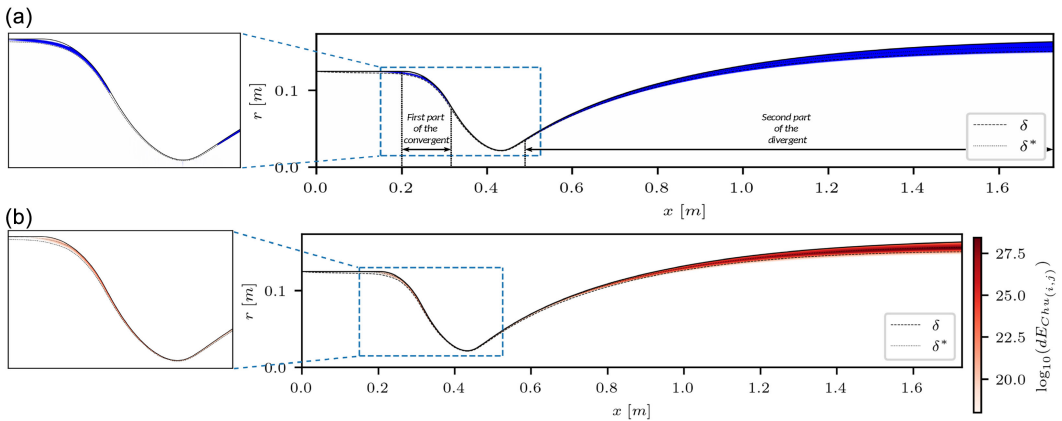 (a)
r [m]
0.1
0.0
First part
of the
convergent
Second part
of the
divergent
δ
δ*
0.0 0.2 0.4 0.6 0.8 1.0 1.2 1.4 1.6
x [m]
(b)
r [m]
0.1
0.0
δ
δ*
0.0 0.2 0.4 0.6 0.8 1.0 1.2 1.4 1.6
x [m]
27.5
25.0
22.5
20.0
log₁₀(dE_{Chu_{(i,j)}})